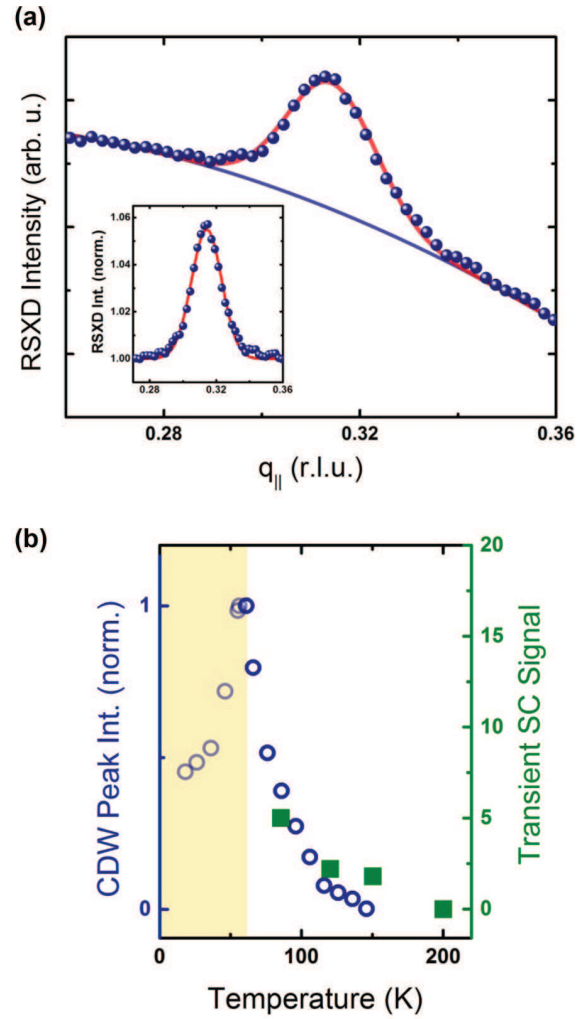 (a)
RSXD Intensity (arb. u.)
RSXD Int. (norm.)
1.06
1.04
1.02
1.00
0.28 0.32 0.36
0.28 0.32 0.36
q|| (r.l.u.)
(b)
CDW Peak Int. (norm.)
1
0
20
15
10
5
0
Transient SC Signal
0 100 200
Temperature (K)